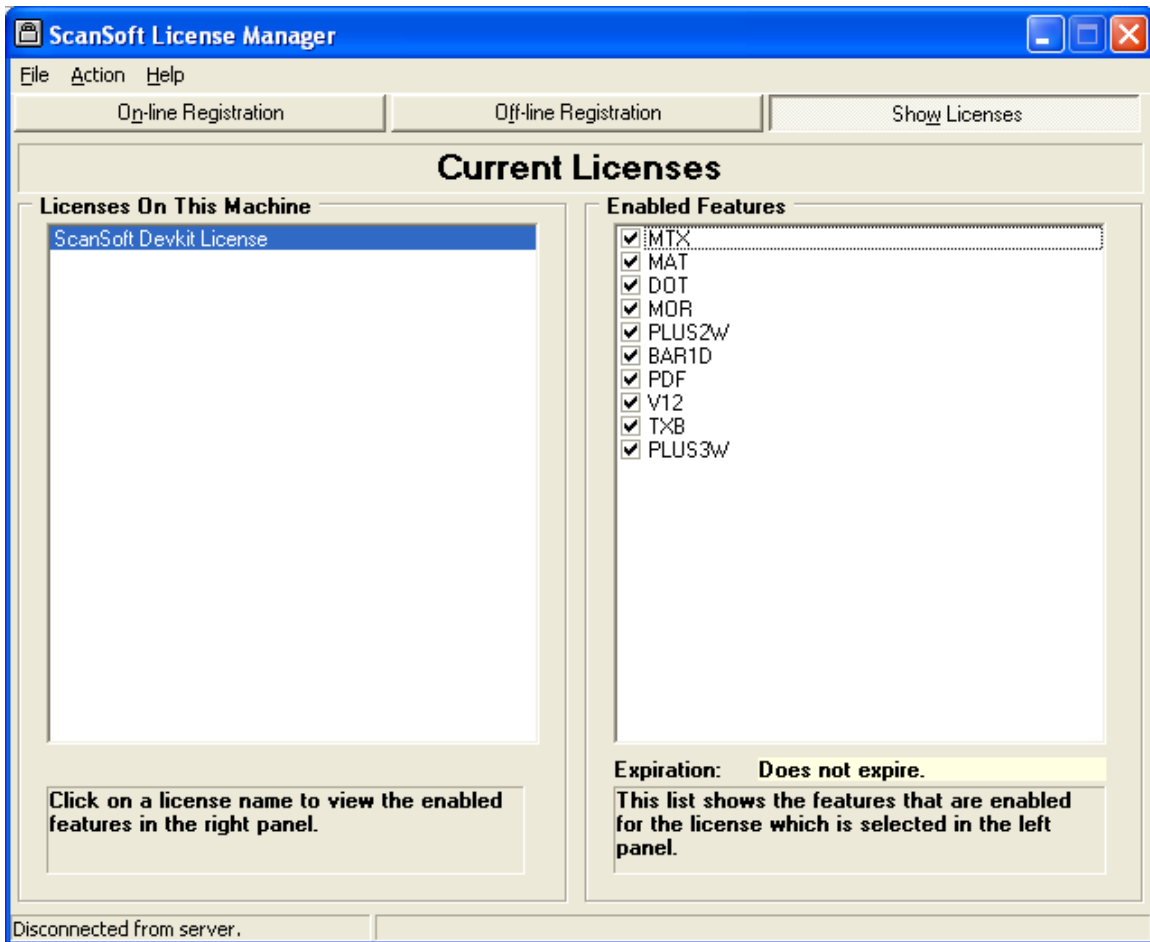 ScanSoft License Manager
File Action Help
On-line Registration Off-line Registration Show Licenses
Current Licenses
Licenses On This Machine
ScanSoft Devkit License
Click on a license name to view the enabled
features in the right panel.
Enabled Features
MTX
MAT
DOT
MOR
PLUS2W
BAR1D
PDF
V12
TXB
PLUS3W
Expiration: Does not expire.
This list shows the features that are enabled
for the license which is selected in the left
panel.
Disconnected from server.